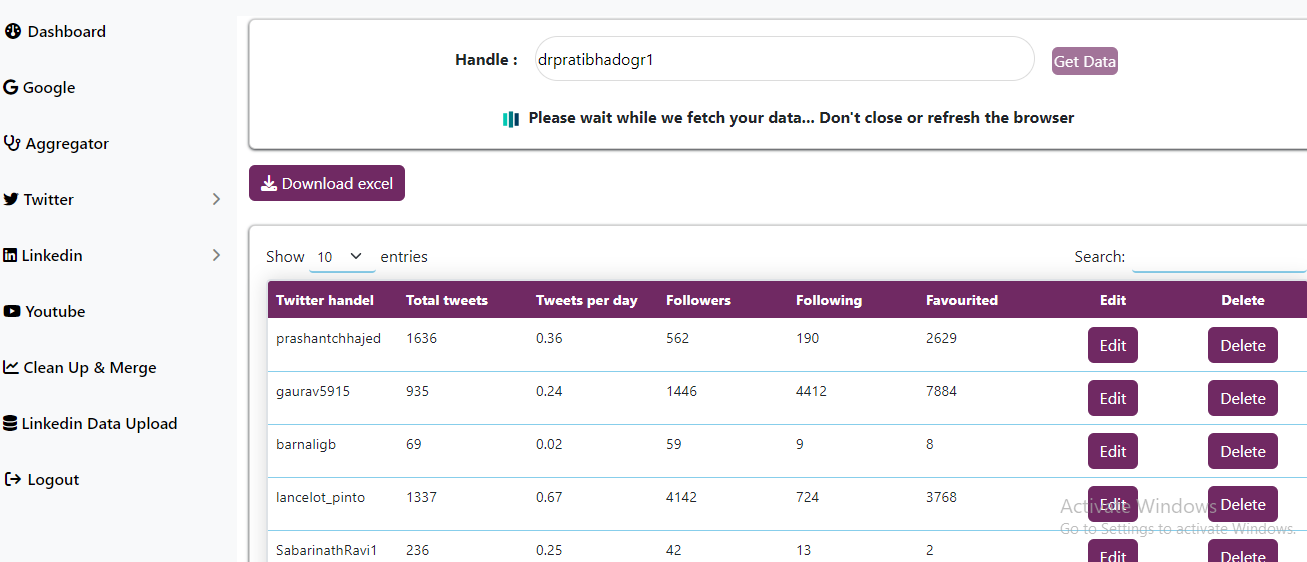 Dashboard
Google
Aggregator
Twitter
Linkedin
Youtube
Clean Up & Merge
Linkedin Data Upload
Logout
Handle : drpratibhadogr1 Get Data
Please wait while we fetch your data... Don't close or refresh the browser
Download excel
Show 10 entries Search:
Twitter handel Total tweets Tweets per day Followers Following Favourited Edit Delete
prashantchhajed 1636 0.36 562 190 2629 Edit Delete
gaurav5915 935 0.24 1446 4412 7884 Edit Delete
barnaligb 69 0.02 59 9 8 Edit Delete
lancelot_pinto 1337 0.67 4142 724 3768 Edit Delete
SabarinathRavi1 236 0.25 42 13 2 Edit Delete
Activate Windows
Go to Settings to activate Windows.